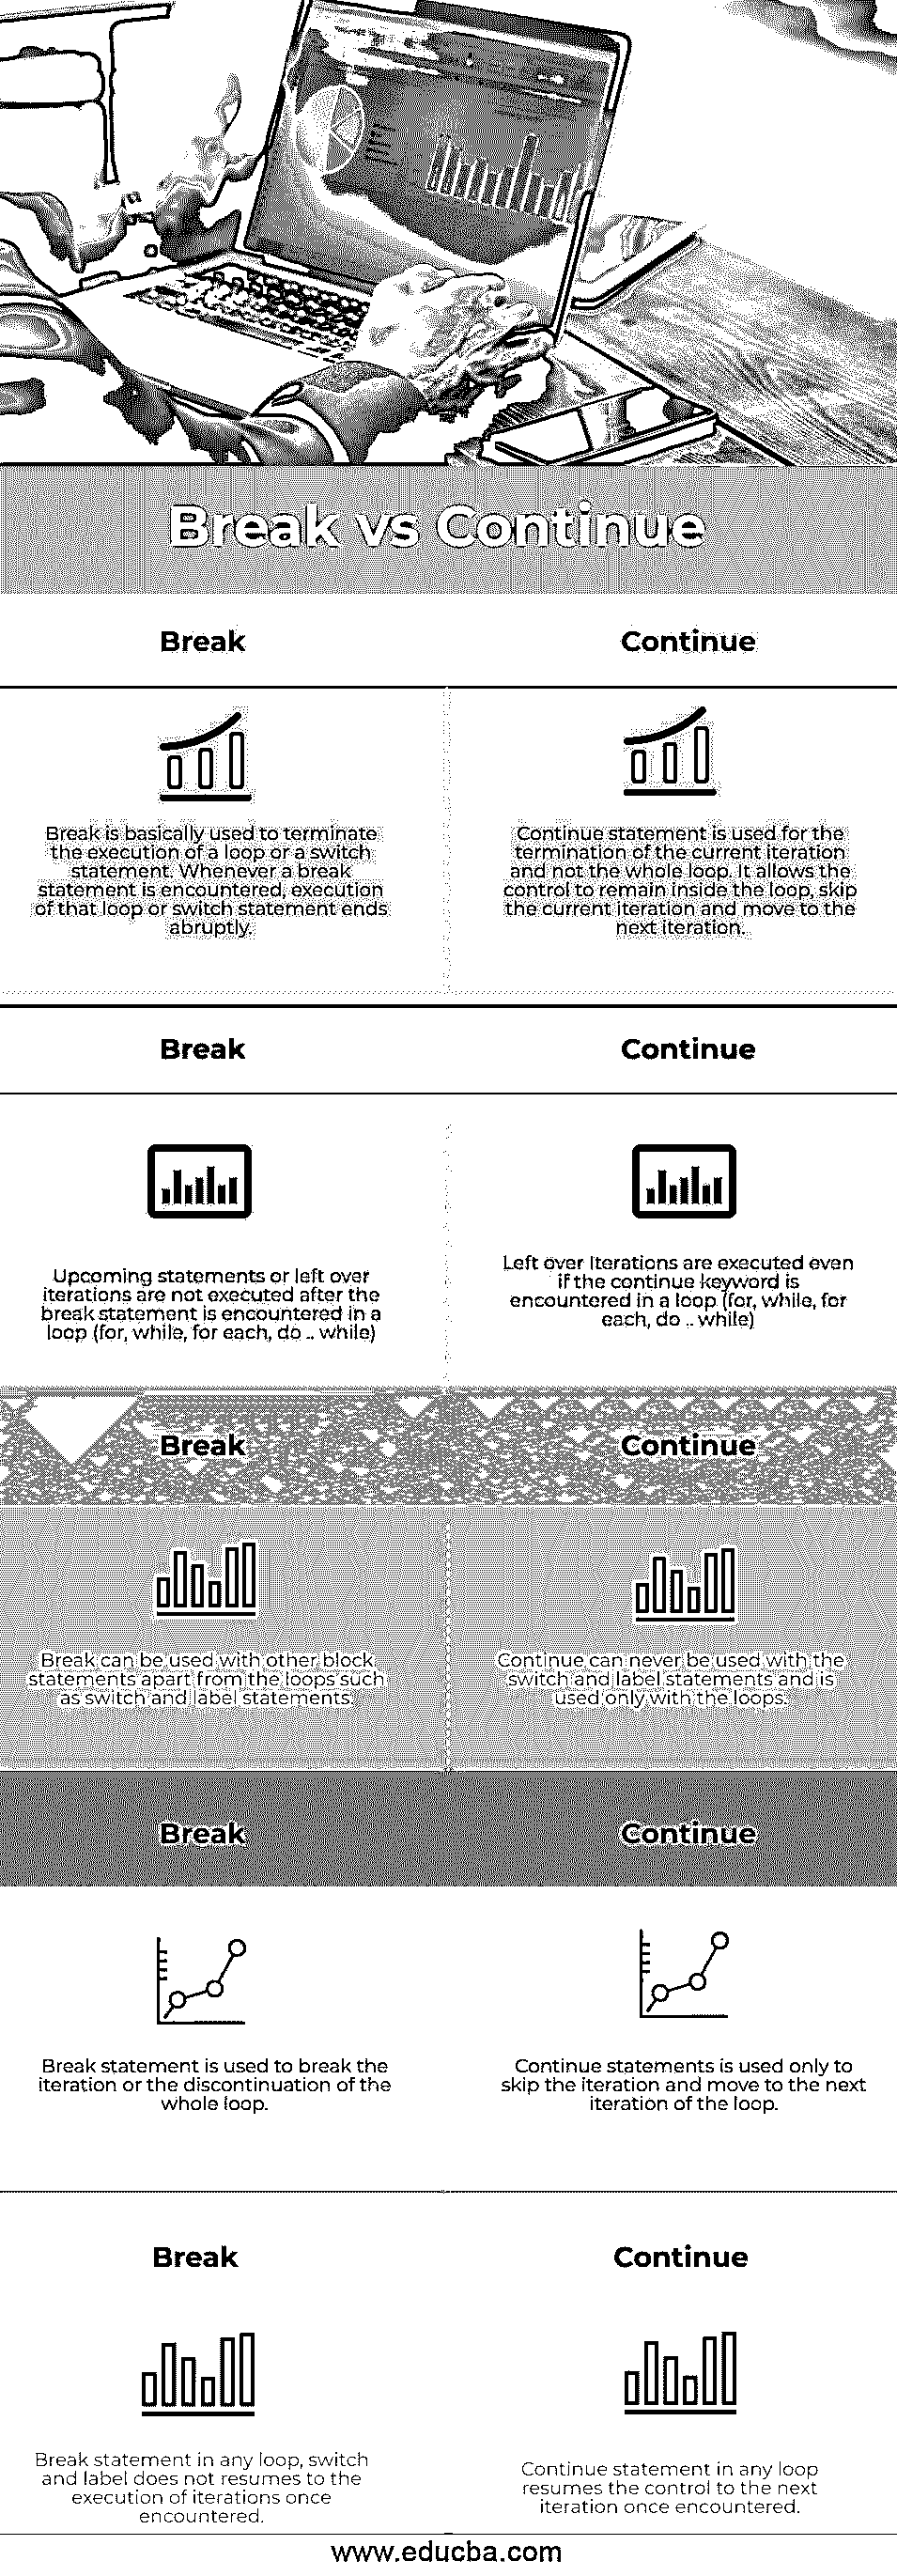 Break vs Continue
Break
Continue
Break is basically used to terminate
the execution of a loop or a switch
statement. Whenever a break
statement is encountered, execution
of that loop or switch statement ends
abruptly.
Continue statement is used for the
termination of the current iteration
and not the whole loop. It allows the
control to remain inside the loop, skip
the current iteration and move to the
next iteration.
Break
Continue
Upcoming statements or left over
iterations are not executed after the
break statement is encountered in a
loop (for, while, for each, do .. while)
Left over Iterations are executed even
if the continue keyword is
encountered in a loop (for, while, for
each, do .. while)
Break
Continue
Break can be used with other block
statements apart from the loops such
as switch and label statements.
Continue can never be used with the
switch and label statements and is
used only with the loops.
Break
Continue
Break statement is used to break the
iteration or the discontinuation of the
whole loop.
Continue statements is used only to
skip the iteration and move to the next
iteration of the loop.
Break
Continue
Break statement in any loop, switch
and label does not resumes to the
execution of iterations once
encountered.
Continue statement in any loop
resumes the control to the next
iteration once encountered.
www.educba.com